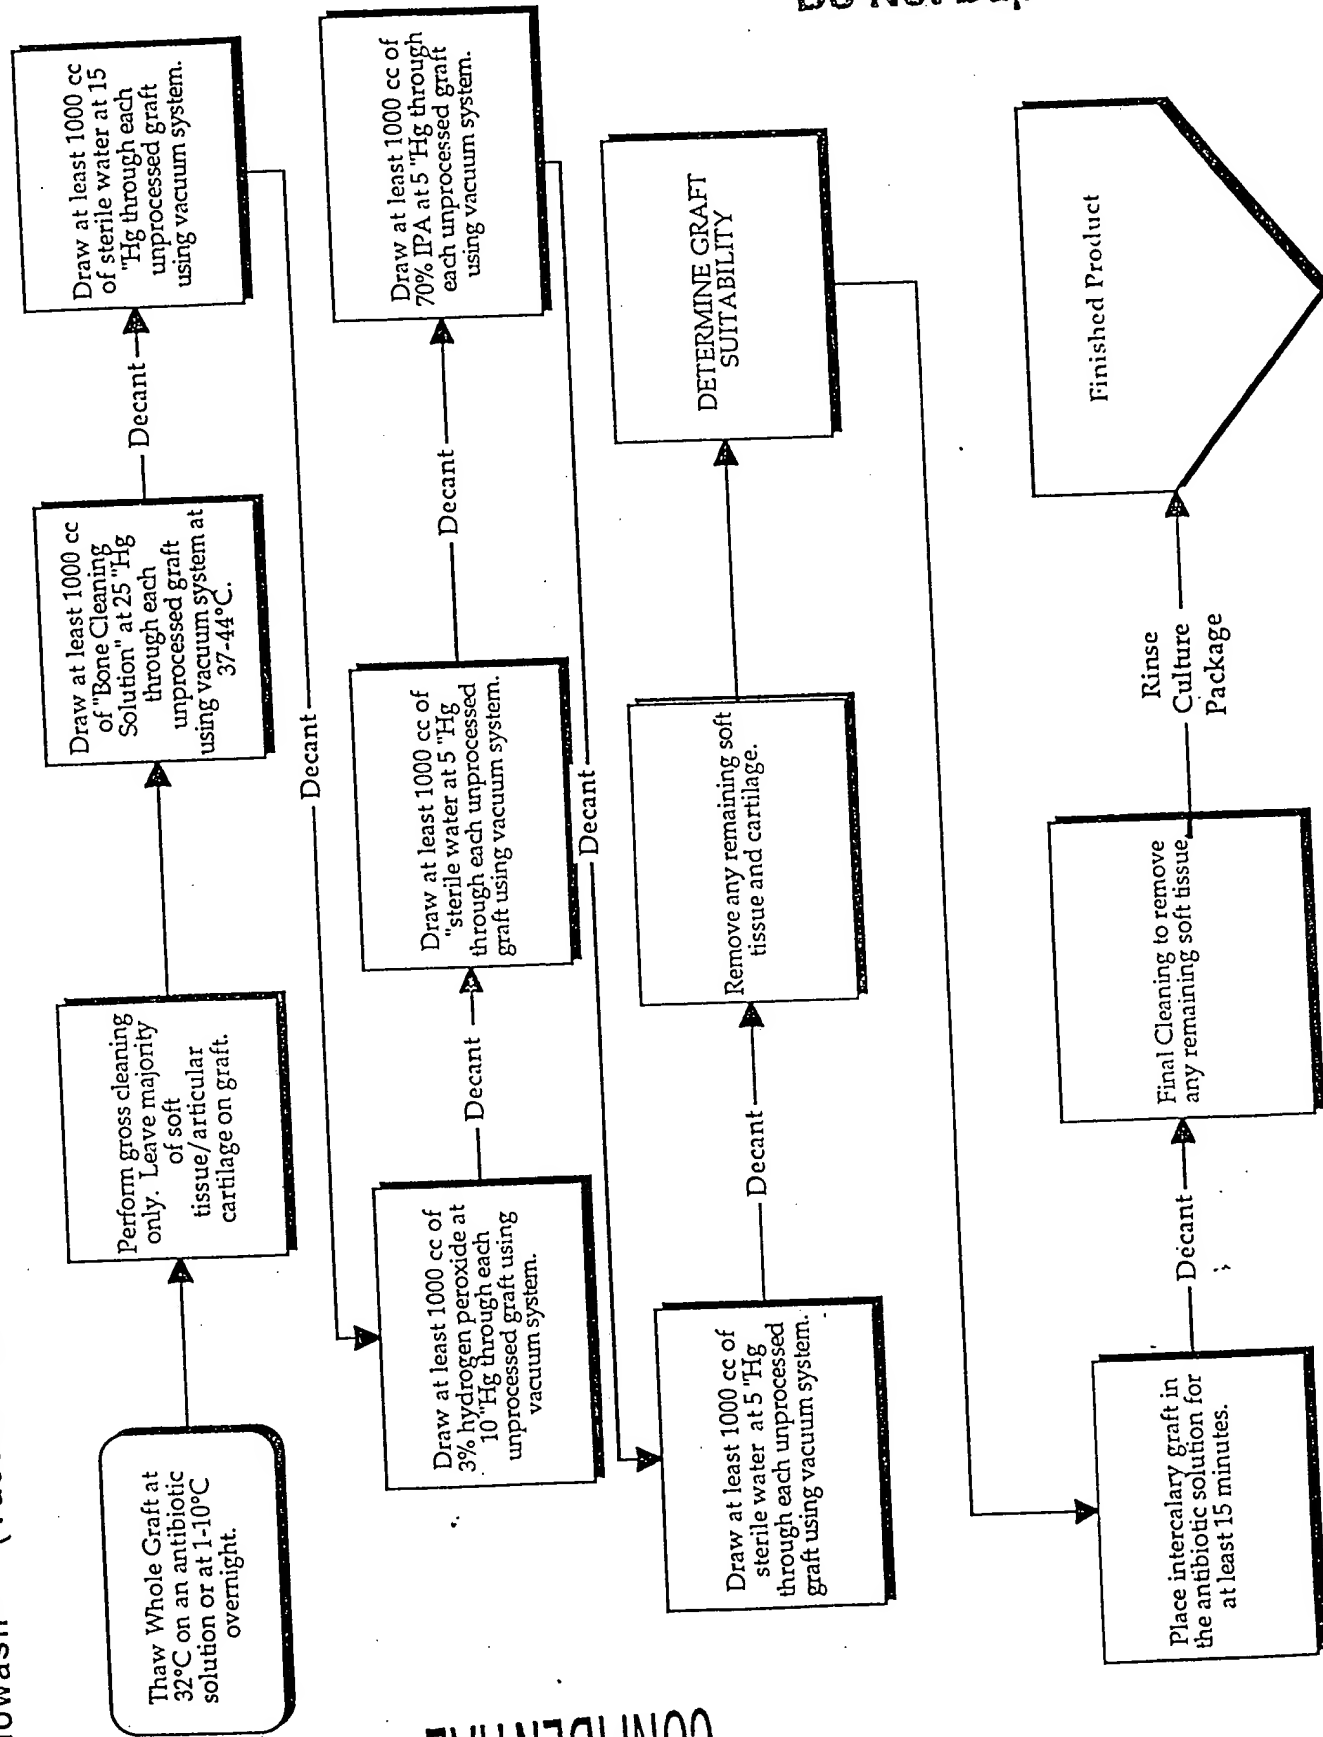 Thaw Whole Graft at
32°C on an antibiotic
solution or at 1-10°C
overnight.
Perform gross cleaning
only. Leave majority
of soft
tissue/articular
cartilage on graft.
Draw at least 1000 cc
of "Bone Cleaning
Solution" at 25 "Hg
through each
unprocessed graft
using vacuum system at
37-44°C.
Decant
Draw at least 1000 cc
of sterile water at 15
"Hg through each
unprocessed graft
using vacuum system.
Decant
Draw at least 1000 cc of
3% hydrogen peroxide at
10 "Hg through each
unprocessed graft using
vacuum system.
Decant
Draw at least 1000 cc of
"sterile water at 5 "Hg
through each unprocessed
graft using vacuum system.
Decant
Draw at least 1000 cc of
70% IPA at 5 "Hg through
each unprocessed graft
using vacuum system.
Decant
Draw at least 1000 cc of
sterile water at 5 "Hg
through each unprocessed
graft using vacuum system.
Decant
Remove any remaining soft
tissue and cartilage.
DETERMINE GRAFT
SUITABILITY
Place intercalary graft in
the antibiotic solution for
at least 15 minutes.
Decant
Final Cleaning to remove
any remaining soft tissue
Rinse
Culture
Package
Finished Product
CONFIDENTIAL
Do Not